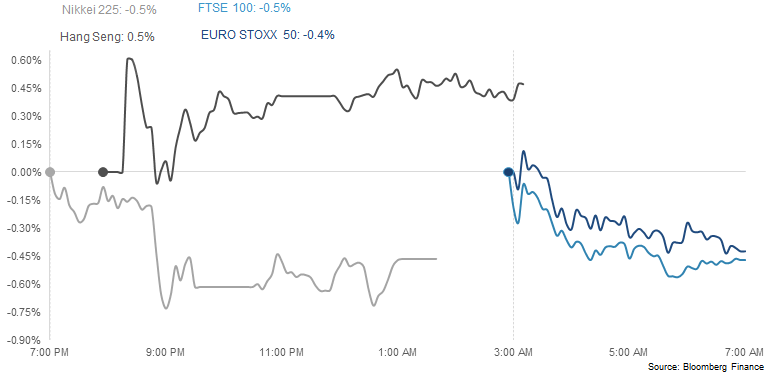 Nikkei 225: -0.5% FTSE 100: -0.5%
Hang Seng: 0.5% EURO STOXX 50: -0.4%
0.60%
0.45%
0.30%
0.15%
0.00%
-0.15%
-0.30%
-0.45%
-0.60%
-0.75%
-0.90%
7:00 PM 9:00 PM 11:00 PM 1:00 AM 3:00 AM 5:00 AM 7:00 AM
Source: Bloomberg Finance